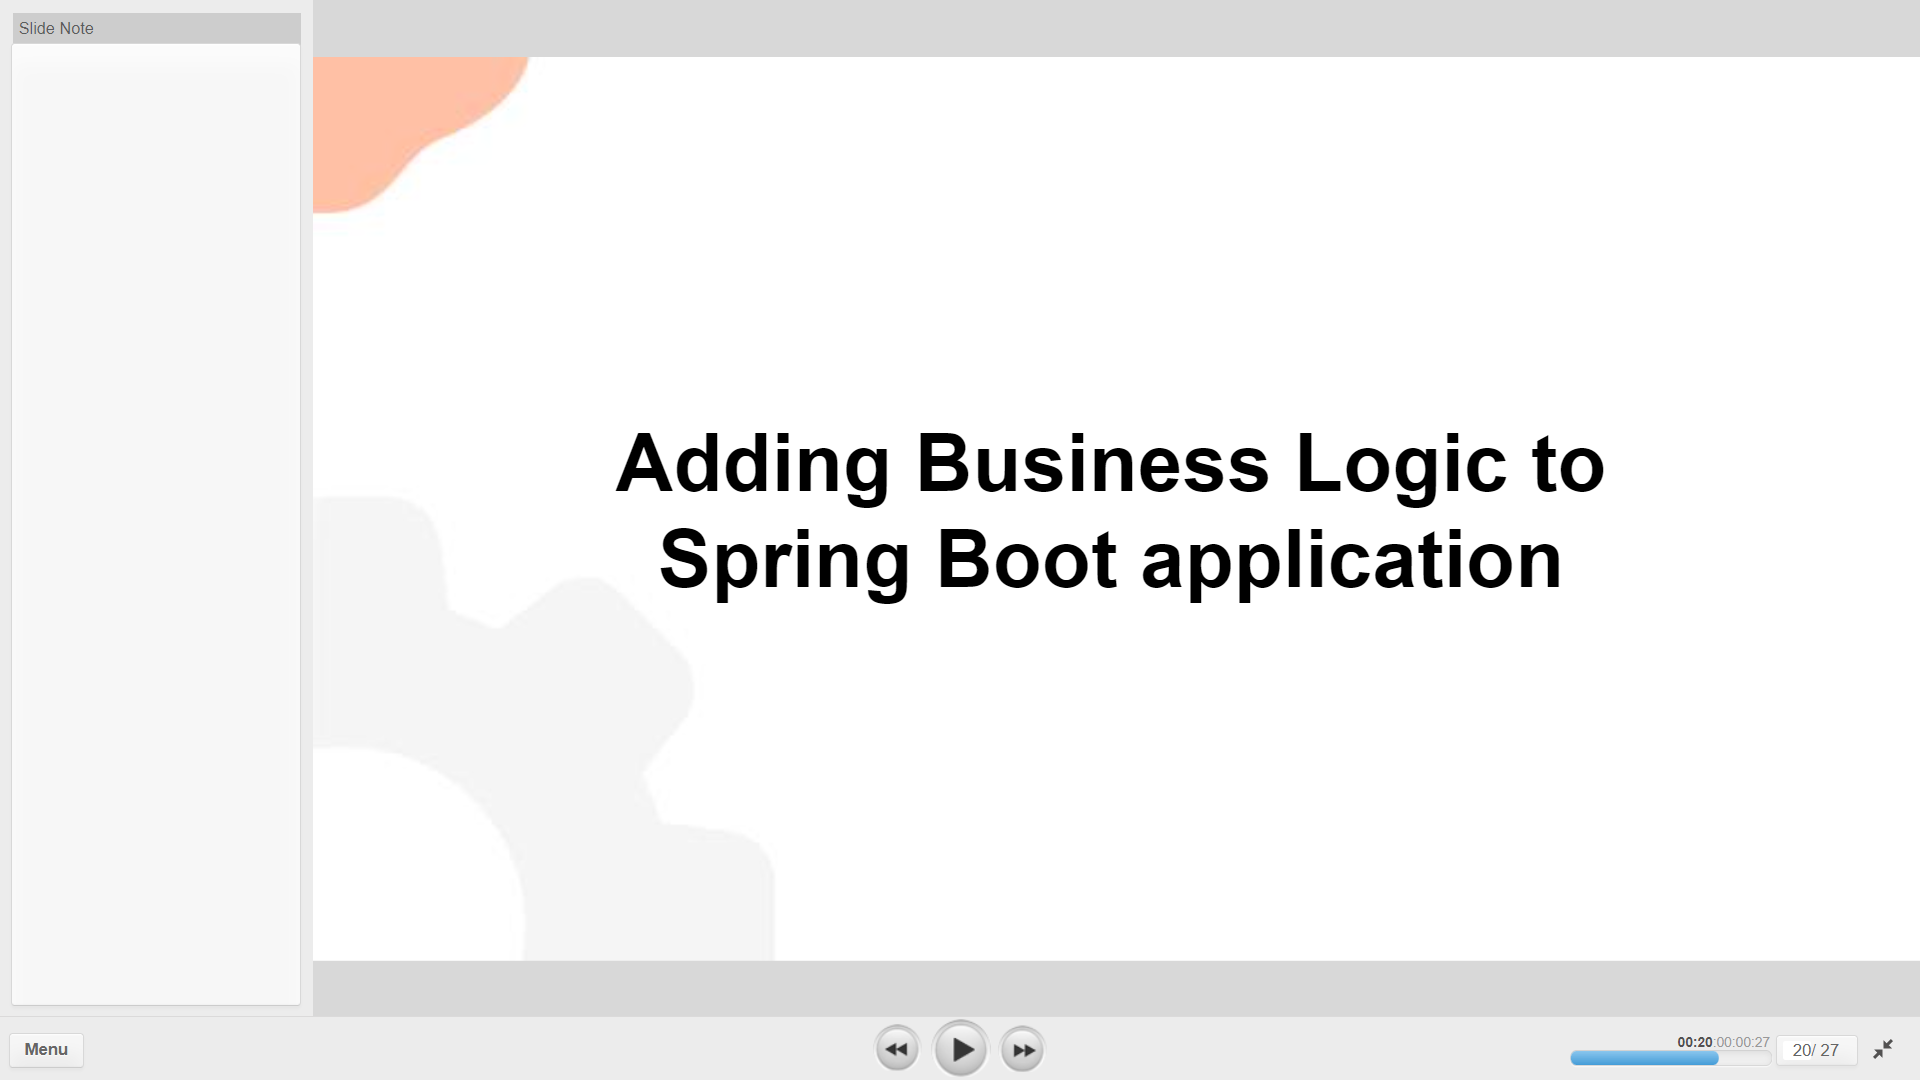 Slide Note
Adding Business Logic to
Spring Boot application
Menu
00:20:00:00:27
20/ 27